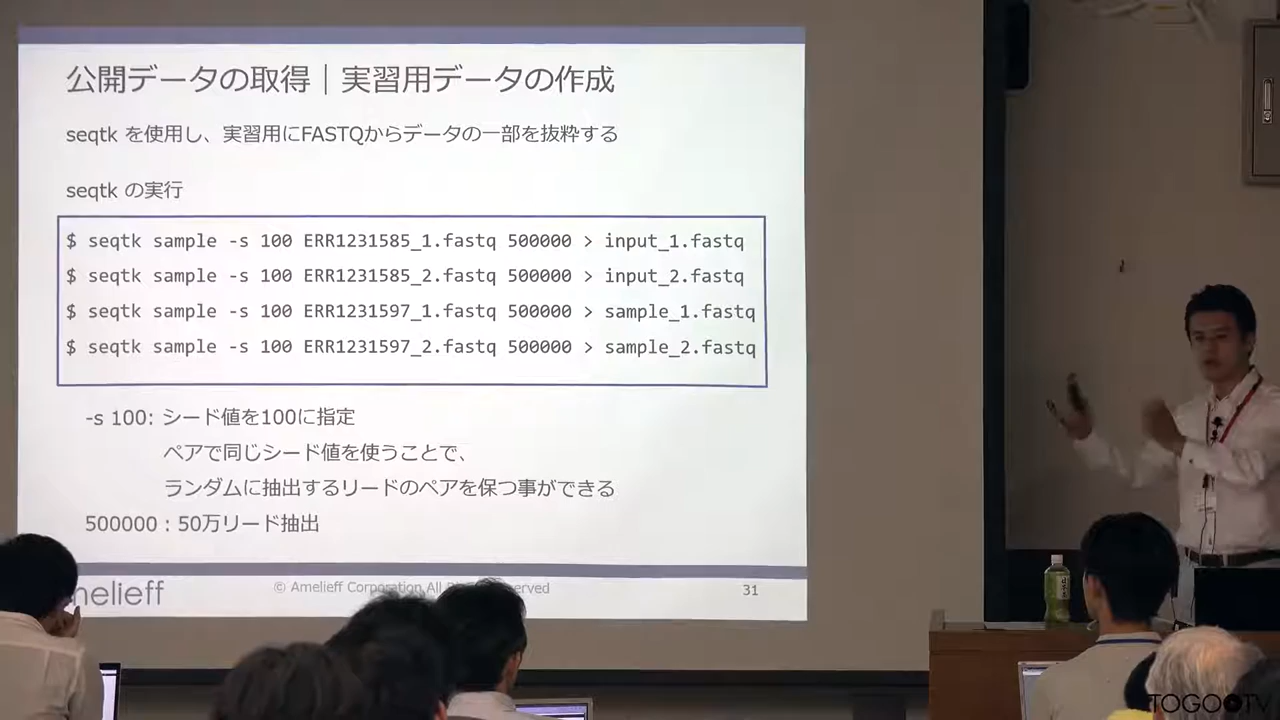 公開データの取得｜実習用データの作成
seqtk を使用し、実習用にFASTQからデータの一部を抜粋する
seqtk の実行
$ seqtk sample -s 100 ERR1231585_1.fastq 500000 > input_1.fastq
$ seqtk sample -s 100 ERR1231585_2.fastq 500000 > input_2.fastq
$ seqtk sample -s 100 ERR1231597_1.fastq 500000 > sample_1.fastq
$ seqtk sample -s 100 ERR1231597_2.fastq 500000 > sample_2.fastq
-s 100: シード値を100に指定
ペアで同じシード値を使うことで、
ランダムに抽出するリードのペアを保つ事ができる
500000：50万リード抽出
melieff
© Amelieff Corporation All
31
TOGOTV